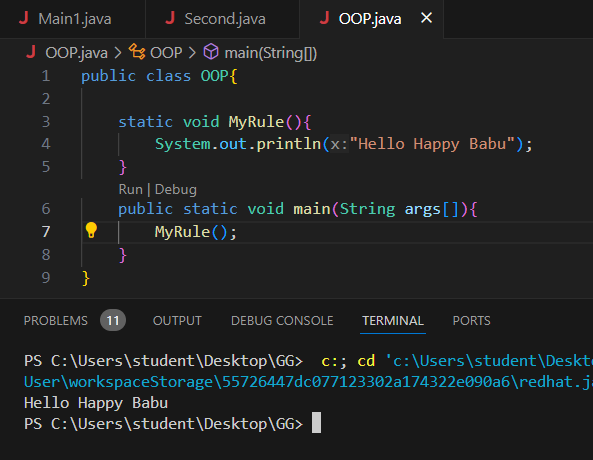 J Main1.java J Second.java J OOP.java ×
J OOP.java > OOP > main(String[])
1 public class OOP{
2
3 static void MyRule(){
4 System.out.println(x:"Hello Happy Babu");
5 }
Run | Debug
6 public static void main(String args[]){
7 MyRule();
8 }
9 }
PROBLEMS 11 OUTPUT DEBUG CONSOLE TERMINAL PORTS
PS C:\Users\student\Desktop\GG> c:; cd 'c:\Users\student\Deskto
User\workspaceStorage\55726447dc077123302a174322e090a6\redhat.ja
Hello Happy Babu
PS C:\Users\student\Desktop\GG>